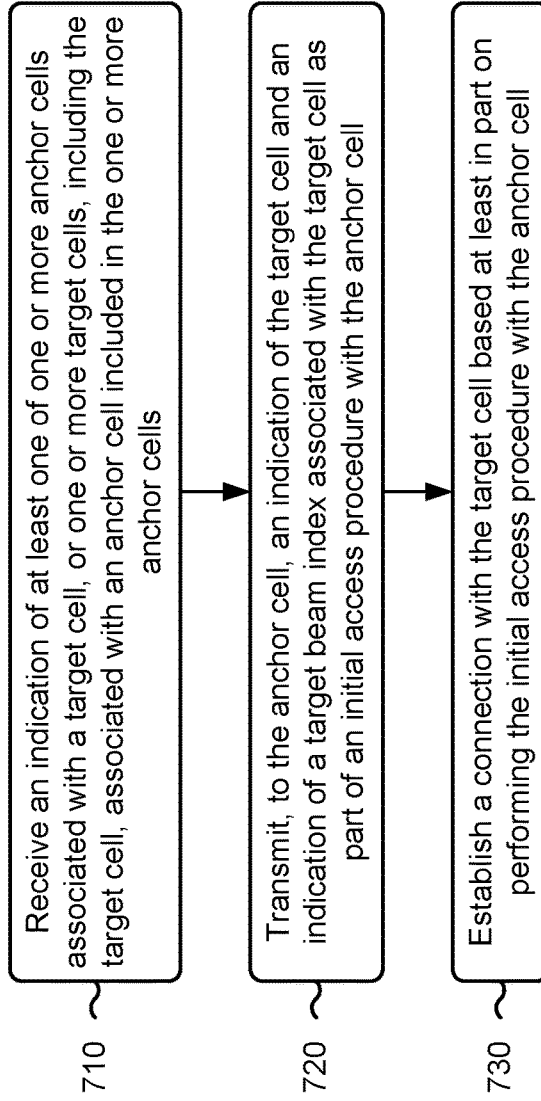 710
Receive an indication of at least one of one or more anchor cells
associated with a target cell, or one or more target cells, including the
target cell, associated with an anchor cell included in the one or more
anchor cells
720
Transmit, to the anchor cell, an indication of the target cell and an
indication of a target beam index associated with the target cell as
part of an initial access procedure with the anchor cell
730
Establish a connection with the target cell based at least in part on
performing the initial access procedure with the anchor cell